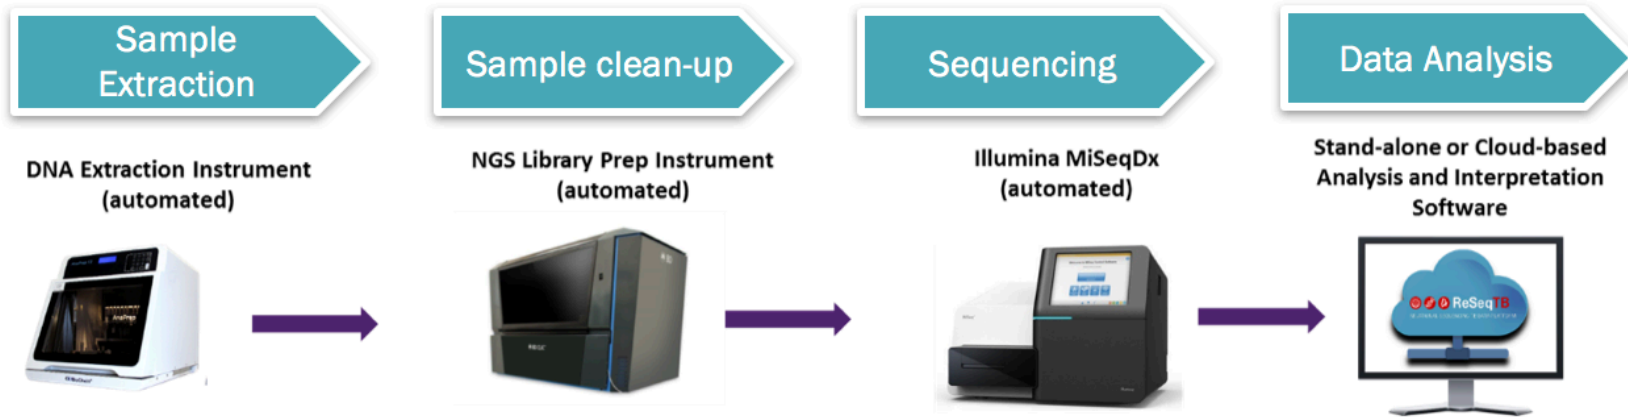 Sample
Extraction
Sample clean-up
Sequencing
Data Analysis
DNA Extraction Instrument
(automated)
NGS Library Prep Instrument
(automated)
Illumina MiSeqDx
(automated)
Stand-alone or Cloud-based
Analysis and Interpretation
Software
AnaPrep
ReSeqTB